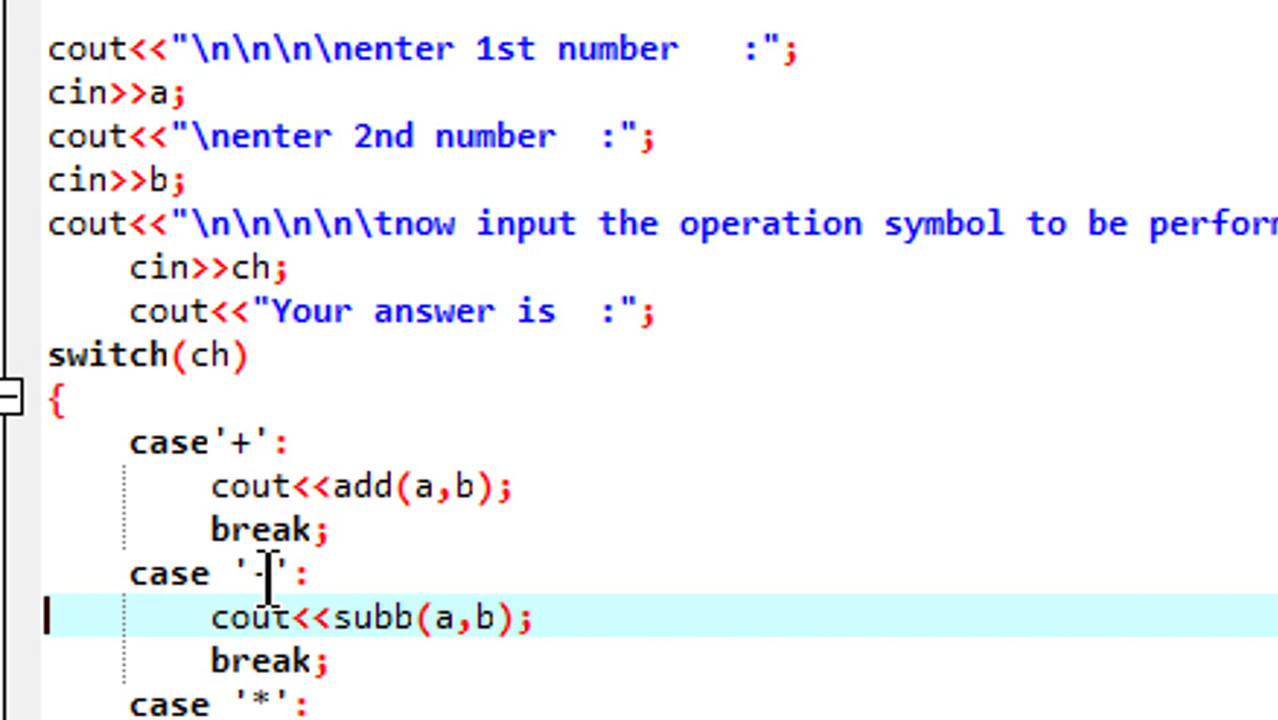 cout<<"\n\n\n\nenter 1st number   :";
cin>>a;
cout<<"\nenter 2nd number  :";
cin>>b;
cout<<"\n\n\n\n\tnow input the operation symbol to be
    cin>>ch;
    cout<<"Your answer is  :";
switch(ch)
{
    case'+':
        cout<<add(a,b);
        break;
    case '-':
        cout<<subb(a,b);
        break;
    case '*':